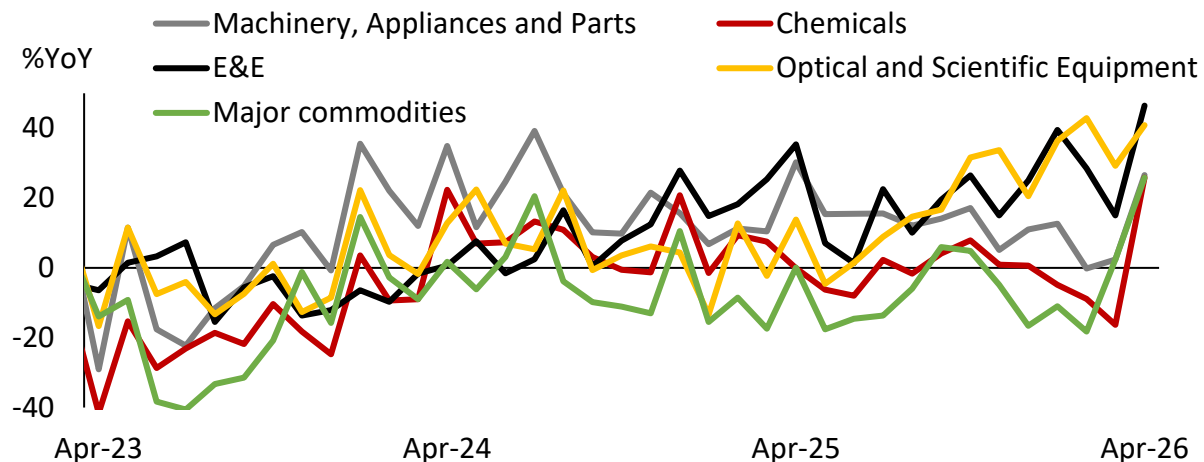 Machinery, Appliances and Parts
Chemicals
%YoY
E&E
Optical and Scientific Equipment
Major commodities
40
20
0
-20
-40
Apr-23
Apr-24
Apr-25
Apr-26